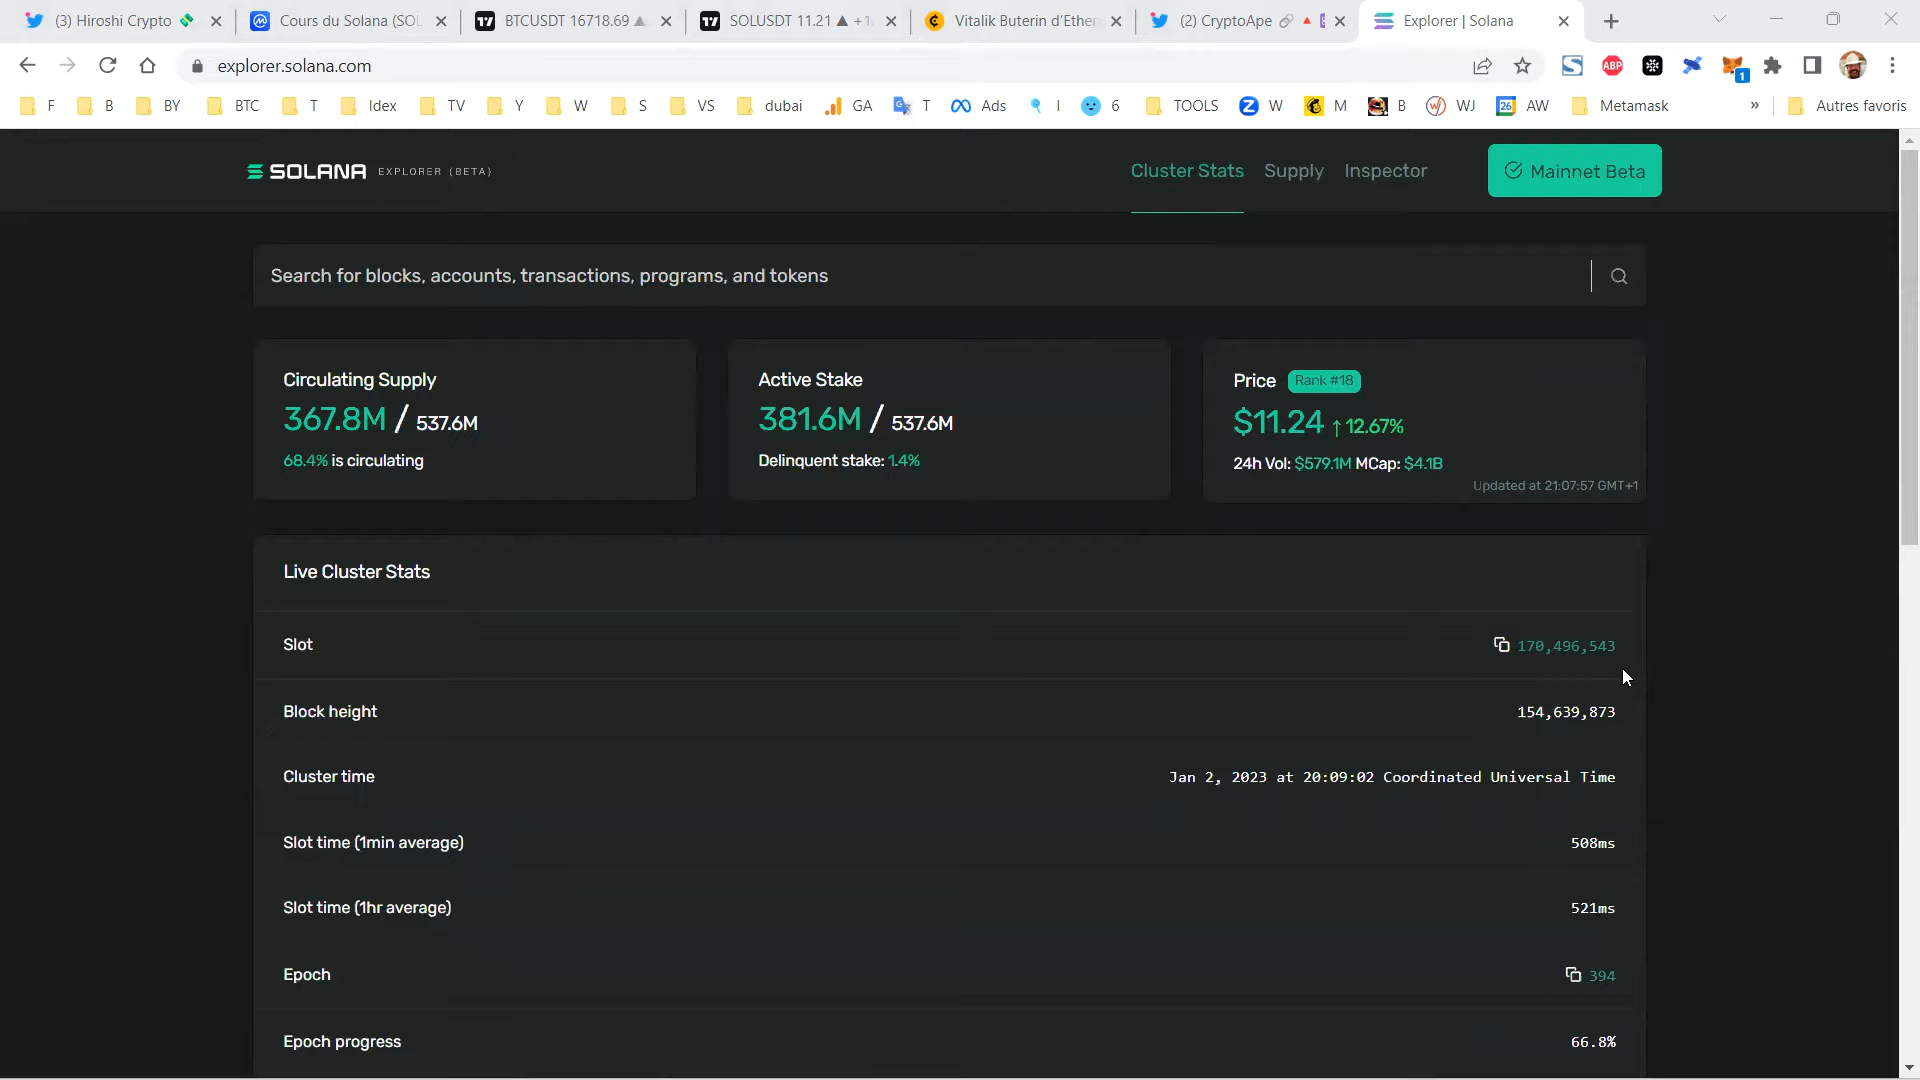 (3) Hiroshi Crypto
Cours du Solana (SOL
BTCUSDT 16718.69 ▲
SOLUSDT 11.21 ▲ +1
Vitalik Buterin d'Ether
(2) CryptoApe
Explorer | Solana
explorer.solana.com
ABP
1
F
B
BY
BTC
T
Idex
TV
Y
W
S
VS
dubai
GA
T
Ads
I
6
TOOLS
W
M
B
WJ
26
AW
Metamask
»
Autres favoris
SOLANA EXPLORER (BETA)
Cluster Stats
Supply
Inspector
Mainnet Beta
Search for blocks, accounts, transactions, programs, and tokens
Circulating Supply
367.8M / 537.6M
68.4% is circulating
Active Stake
381.6M / 537.6M
Delinquent stake: 1.4%
Price Rank #18
$11.24 ↑ 12.67%
24h Vol: $579.1M MCap: $4.1B
Updated at 21:07:57 GMT+1
Live Cluster Stats
Slot 170,496,543
Block height 154,639,873
Cluster time Jan 2, 2023 at 20:09:02 Coordinated Universal Time
Slot time (1min average) 508ms
Slot time (1hr average) 521ms
Epoch 394
Epoch progress 66.8%